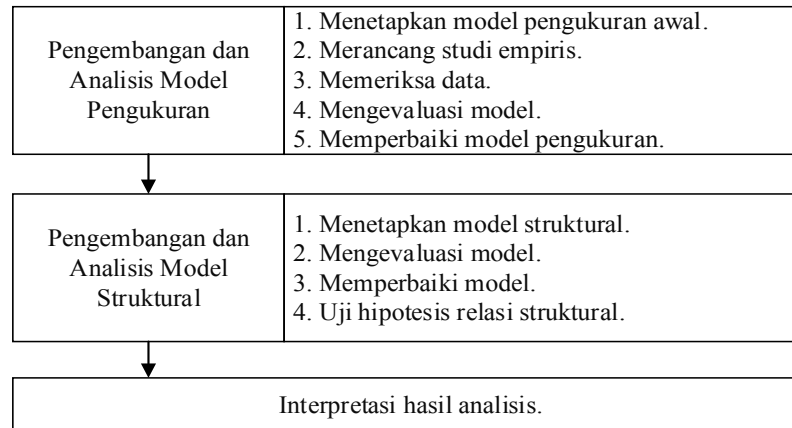 Pengembangan dan
Analisis Model
Pengukuran
1. Menetapkan model pengukuran awal.
2. Merancang studi empiris.
3. Memeriksa data.
4. Mengevaluasi model.
5. Memperbaiki model pengukuran.
Pengembangan dan
Analisis Model
Struktural
1. Menetapkan model struktural.
2. Mengevaluasi model.
3. Memperbaiki model.
4. Uji hipotesis relasi struktural.
Interpretasi hasil analisis.